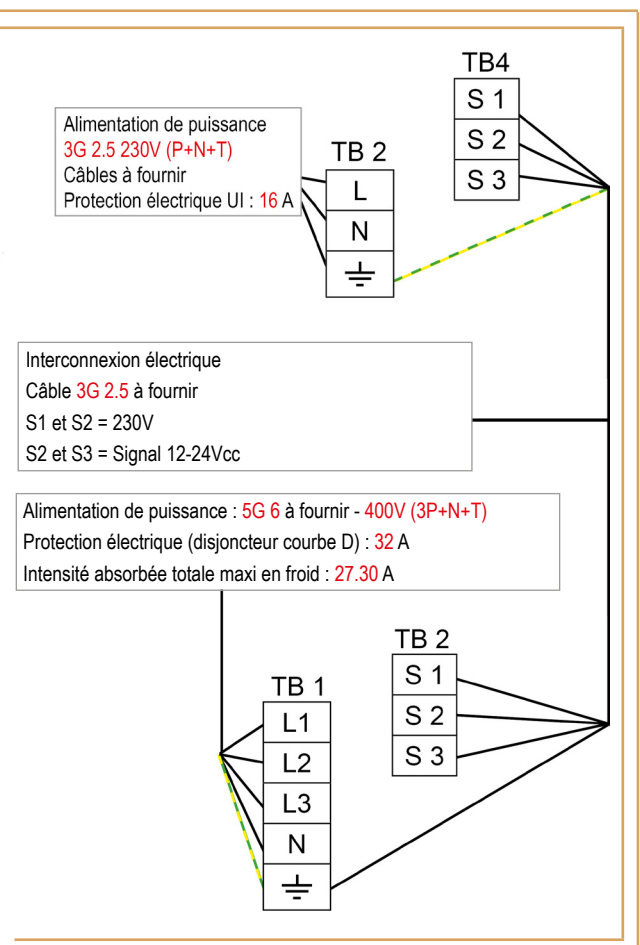 TB4
S 1
S 2
S 3
Alimentation de puissance
3G 2.5 230V (P+N+T)
Câbles à fournir
Protection électrique UI : 16 A
TB 2
L
N
Interconnexion électrique
Câble 3G 2.5 à fournir
S1 et S2 = 230V
S2 et S3 = Signal 12-24Vcc
Alimentation de puissance : 5G 6 à fournir - 400V (3P+N+T)
Protection électrique (disjoncteur courbe D) : 32 A
Intensité absorbée totale maxi en froid : 27.30 A
TB 2
S 1
S 2
S 3
TB 1
L1
L2
L3
N